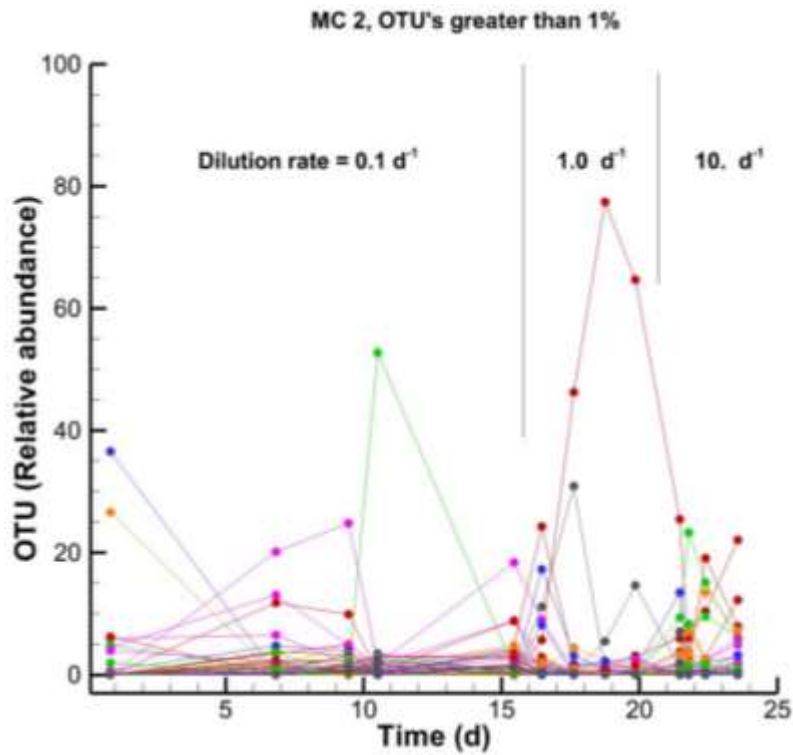 MC 2, OTU's greater than 1%
100
Dilution rate = 0.1 d⁻¹
1.0 d⁻¹
10. d⁻¹
80
60
40
20
0
OTU (Relative abundance)
5
10
15
20
25
Time (d)